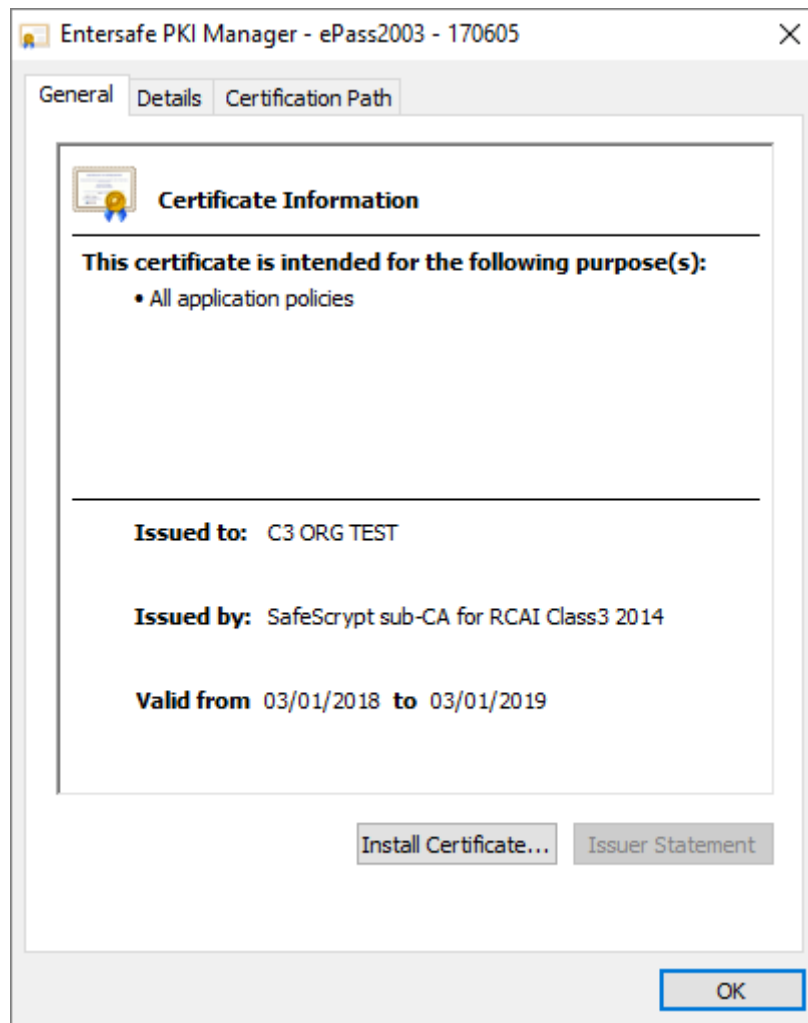 Entersafe PKI Manager - ePass2003 - 170605
General Details Certification Path
Certificate Information
This certificate is intended for the following purpose(s):
• All application policies
Issued to: C3 ORG TEST
Issued by: SafeScrypt sub-CA for RCAI Class3 2014
Valid from 03/01/2018 to 03/01/2019
Install Certificate... Issuer Statement
OK